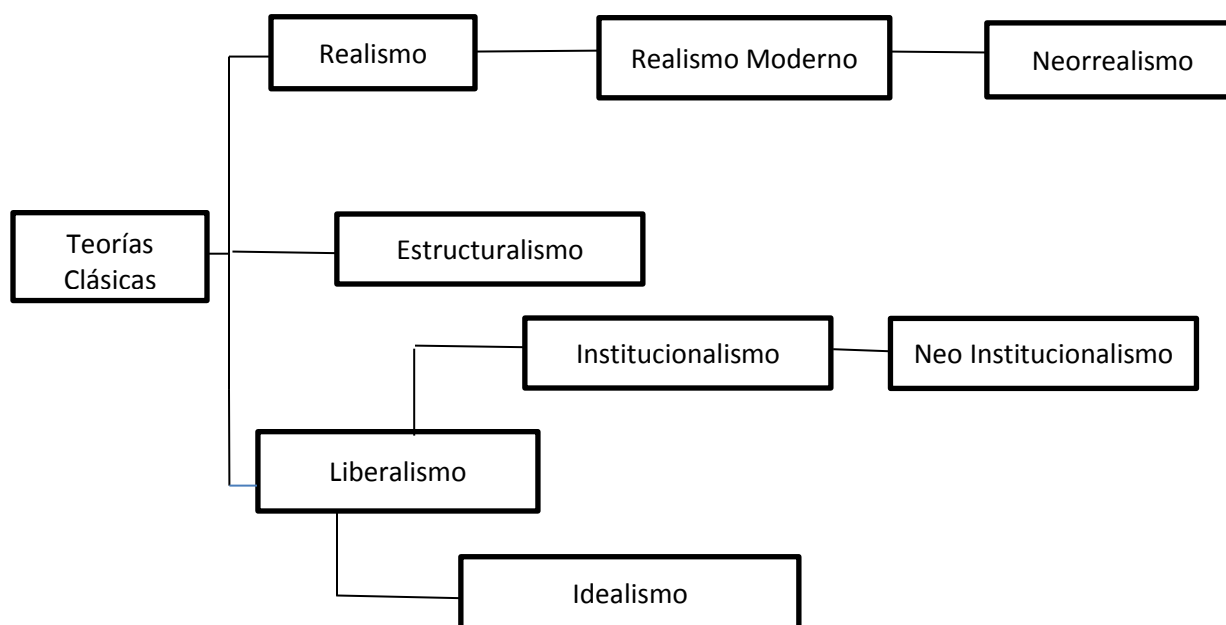 Realismo
Realismo Moderno
Neorrealismo
Teorías
Clásicas
Estructuralismo
Institucionalismo
Neo Institucionalismo
Liberalismo
Idealismo